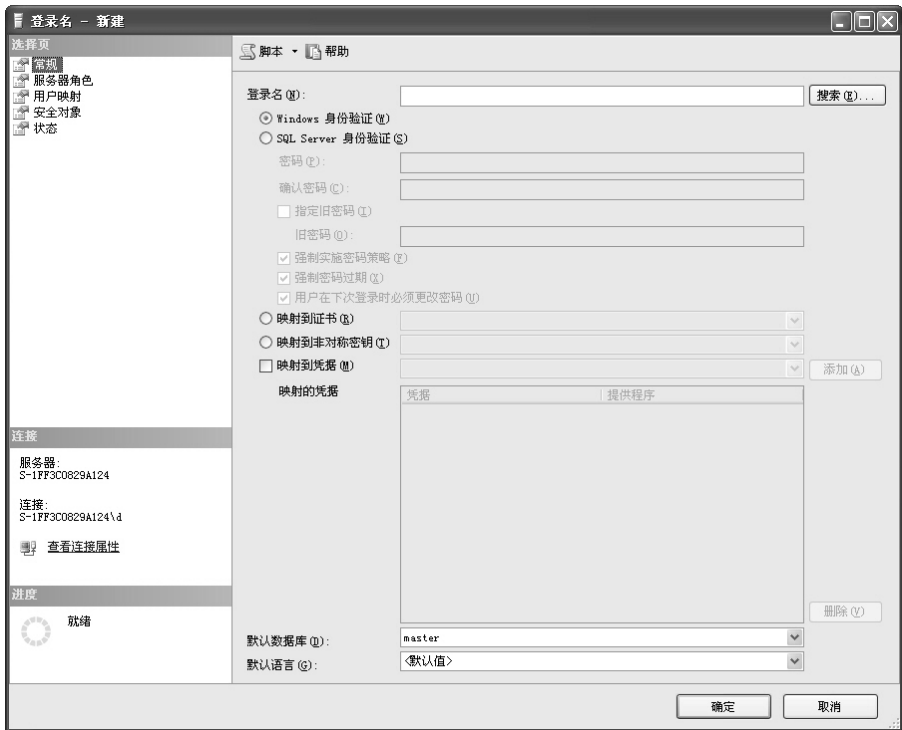 登录名 - 新建
选择页
常规
服务器角色
用户映射
安全对象
状态
连接
服务器:
S-1FF3C0829A124
连接:
S-1FF3C0829A124\d
查看连接属性
进度
就绪
脚本 帮助
登录名(N): 搜索(E)...
Windows 身份验证(W)
SQL Server 身份验证(S)
密码(P):
确认密码(C):
指定旧密码(I)
旧密码(O):
强制实施密码策略(F)
强制密码过期(X)
用户在下次登录时必须更改密码(U)
映射到证书(R)
映射到非对称密钥(T)
映射到凭据(M) 添加(A)
映射的凭据 凭据 提供程序
删除(V)
默认数据库(D): master
默认语言(G): <默认值>
确定 取消